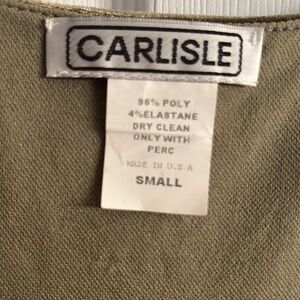 CARLISLE
96% POLY
4%ELASTANE
DRY CLEAN
ONLY WITH
PERC
MADE IN U.S.A
SMALL